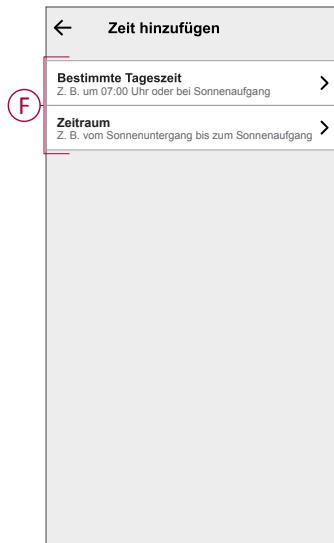 Zeit hinzufügen
Bestimmte Tageszeit
Z. B. um 07:00 Uhr oder bei Sonnenaufgang
F
Zeitraum
Z. B. vom Sonnenuntergang bis zum Sonnenaufgang